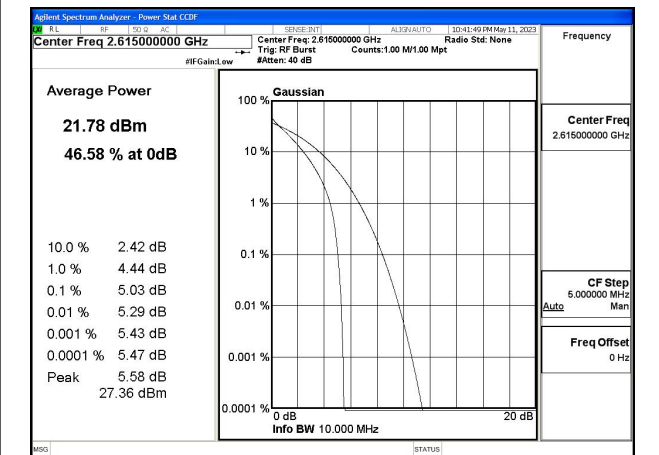 Agilent Spectrum Analyzer - Power Stat CCDF
LXI RL RF 50 Ω AC SENSE:INT ALIGN AUTO 10:41:49 PM May 11, 2023
Center Freq 2.615000000 GHz
Center Freq: 2.615000000 GHz Radio Std: None
Trig: RF Burst Counts:1.00 M/1.00 Mpt
#IFGain:Low #Atten: 40 dB
Frequency
Average Power
21.78 dBm
46.58 % at 0dB
10.0 % 2.42 dB
1.0 % 4.44 dB
0.1 % 5.03 dB
0.01 % 5.29 dB
0.001 % 5.43 dB
0.0001 % 5.47 dB
Peak 5.58 dB
27.36 dBm
Gaussian
100 %
10 %
1 %
0.1 %
0.01 %
0.001 %
0.0001 %
0 dB 20 dB
Info BW 10.000 MHz
Center Freq
2.615000000 GHz
CF Step
5.000000 MHz
Auto Man
Freq Offset
0 Hz
MSG STATUS